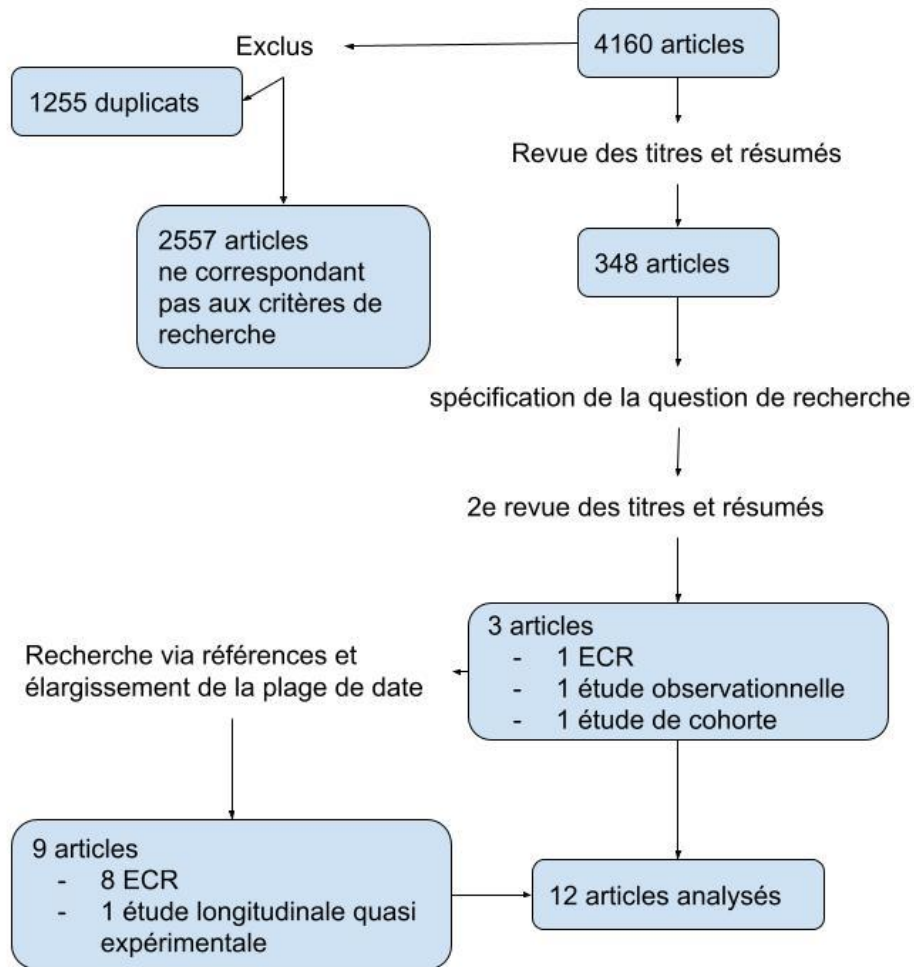 Exclus
4160 articles
1255 duplicats
Revue des titres et résumés
2557 articles
ne correspondant
pas aux critères de
recherche
348 articles
spécification de la question de recherche
2e revue des titres et résumés
3 articles
- 1 ECR
- 1 étude observationnelle
- 1 étude de cohorte
Recherche via références et
élargissement de la plage de date
9 articles
- 8 ECR
- 1 étude longitudinale quasi
expérimentale
12 articles analysés